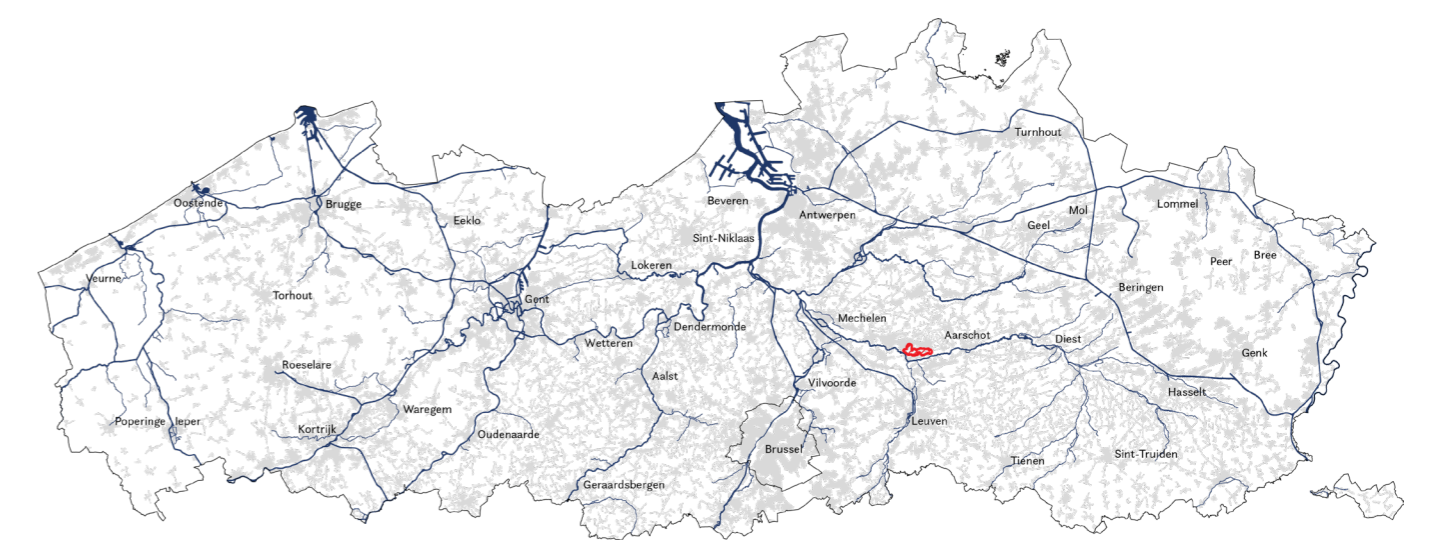 Turnhout
Oostende
Brugge
Beveren
Lommel
Mol
Antwerpen
Eeklo
Geel
Sint-Niklaas
Bree
Peer
Lokeren
Veurne
Beringen
Torhout
Gent
Mechelen
Dendermonde
Aarschot
Diest
Wetteren
Genk
Roeselare
Aalst
Vilvoorde
Hasselt
Waregem
Poperinge
Ieper
Leuven
Kortrijk
Oudenaarde
Brussel
Sint-Truiden
Tienen
Geraardsbergen